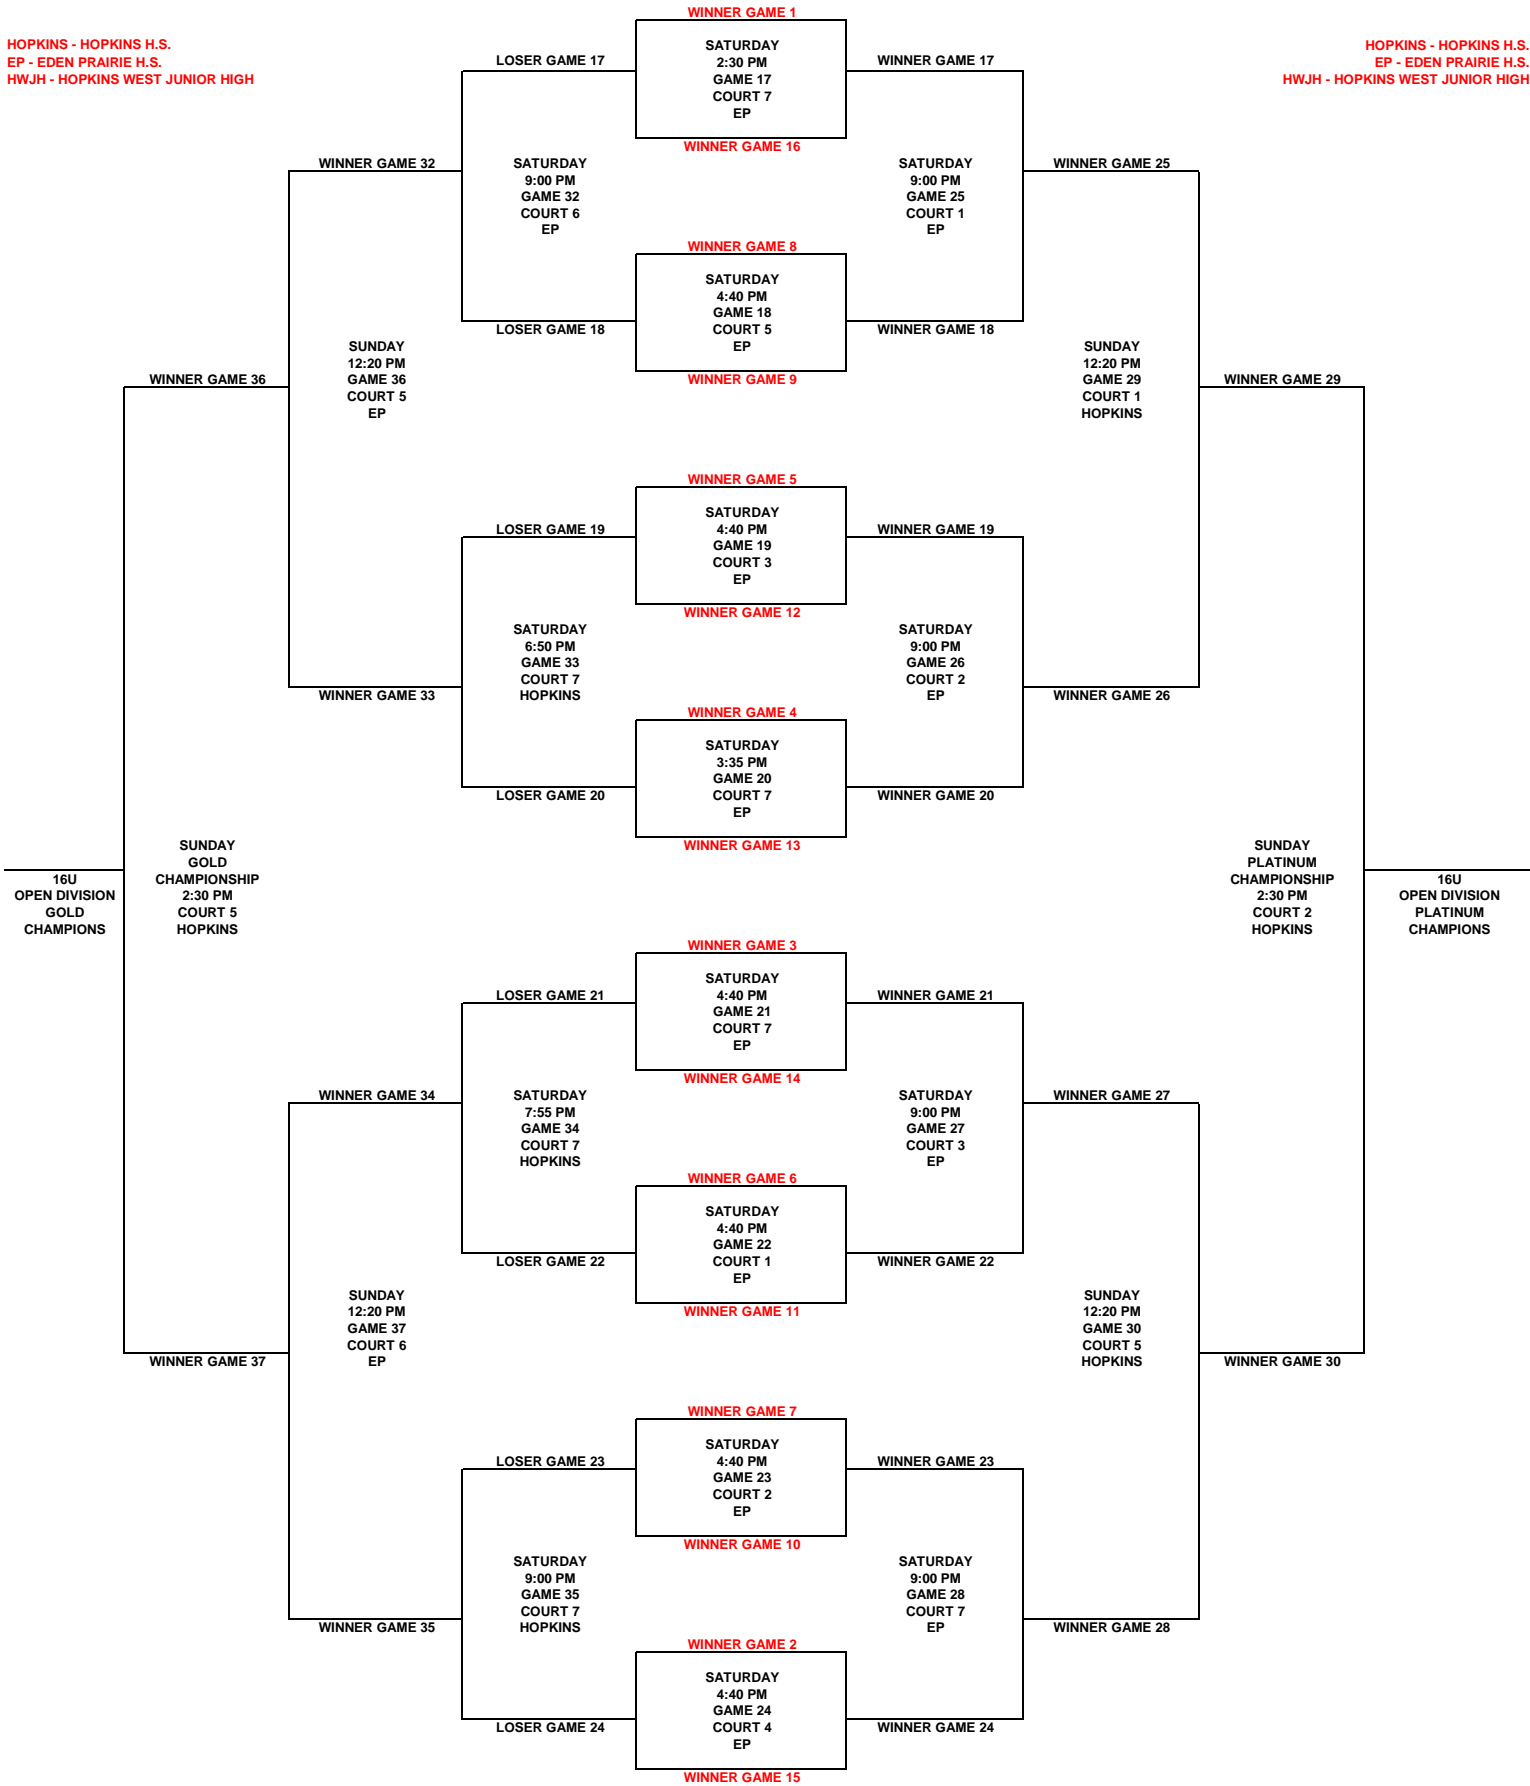 WINNER GAME 1
HOPKINS - HOPKINS H.S.
EP - EDEN PRAIRIE H.S.
HWJH - HOPKINS WEST JUNIOR HIGH
HOPKINS - HOPKINS H.S.
EP - EDEN PRAIRIE H.S.
HWJH - HOPKINS WEST JUNIOR HIGH
LOSER GAME 17
SATURDAY
2:30 PM
GAME 17
COURT 7
EP
WINNER GAME 17
WINNER GAME 16
WINNER GAME 32
SATURDAY
9:00 PM
GAME 32
COURT 6
EP
SATURDAY
9:00 PM
GAME 25
COURT 1
EP
WINNER GAME 25
WINNER GAME 8
SATURDAY
4:40 PM
GAME 18
COURT 5
EP
LOSER GAME 18
WINNER GAME 18
WINNER GAME 9
SUNDAY
12:20 PM
GAME 36
COURT 5
EP
SUNDAY
12:20 PM
GAME 29
COURT 1
HOPKINS
WINNER GAME 36
WINNER GAME 29
WINNER GAME 5
LOSER GAME 19
SATURDAY
4:40 PM
GAME 19
COURT 3
EP
WINNER GAME 19
WINNER GAME 12
SATURDAY
6:50 PM
GAME 33
COURT 7
HOPKINS
SATURDAY
9:00 PM
GAME 26
COURT 2
EP
WINNER GAME 33
WINNER GAME 26
WINNER GAME 4
SATURDAY
3:35 PM
GAME 20
COURT 7
EP
LOSER GAME 20
WINNER GAME 20
WINNER GAME 13
16U
OPEN DIVISION
GOLD
CHAMPIONS
SUNDAY
GOLD
CHAMPIONSHIP
2:30 PM
COURT 5
HOPKINS
SUNDAY
PLATINUM
CHAMPIONSHIP
2:30 PM
COURT 2
HOPKINS
16U
OPEN DIVISION
PLATINUM
CHAMPIONS
WINNER GAME 3
LOSER GAME 21
SATURDAY
4:40 PM
GAME 21
COURT 7
EP
WINNER GAME 21
WINNER GAME 14
WINNER GAME 34
SATURDAY
7:55 PM
GAME 34
COURT 7
HOPKINS
SATURDAY
9:00 PM
GAME 27
COURT 3
EP
WINNER GAME 27
WINNER GAME 6
SATURDAY
4:40 PM
GAME 22
COURT 1
EP
LOSER GAME 22
WINNER GAME 22
WINNER GAME 11
SUNDAY
12:20 PM
GAME 37
COURT 6
EP
SUNDAY
12:20 PM
GAME 30
COURT 5
HOPKINS
WINNER GAME 37
WINNER GAME 30
WINNER GAME 7
LOSER GAME 23
SATURDAY
4:40 PM
GAME 23
COURT 2
EP
WINNER GAME 23
WINNER GAME 10
SATURDAY
9:00 PM
GAME 35
COURT 7
HOPKINS
SATURDAY
9:00 PM
GAME 28
COURT 7
EP
WINNER GAME 35
WINNER GAME 28
WINNER GAME 2
SATURDAY
4:40 PM
GAME 24
COURT 4
EP
LOSER GAME 24
WINNER GAME 24
WINNER GAME 15